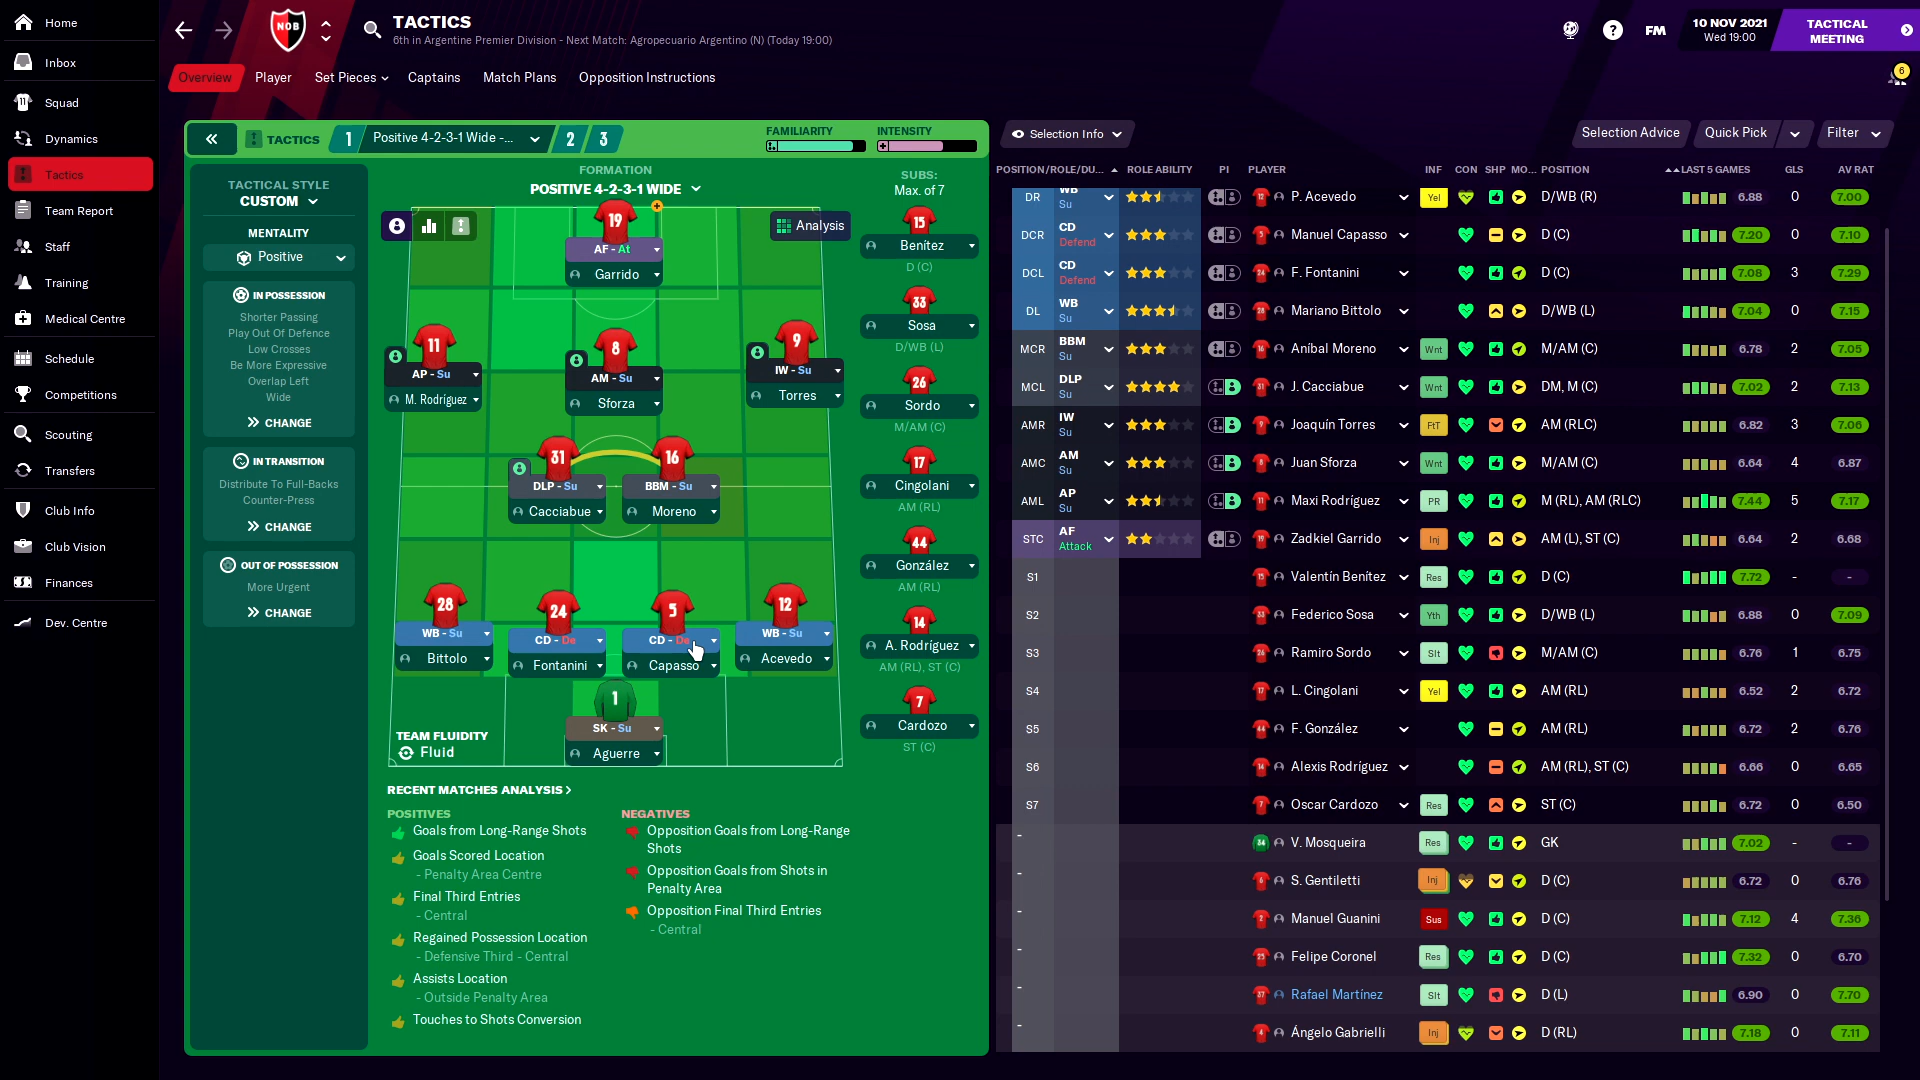 Home
Inbox
Squad
Dynamics
Tactics
Team Report
Staff
Training
Medical Centre
Schedule
Competitions
Scouting
Transfers
Club Info
Club Vision
Finances
Dev. Centre
NOB
TACTICS
6th in Argentine Premier Division - Next Match: Agropecuario Argentino (N) (Today 19:00)
FM
10 NOV 2021
Wed 19:00
TACTICAL MEETING
6
Overview Player Set Pieces Captains Match Plans Opposition Instructions
TACTICS 1 Positive 4-2-3-1 Wide -... 2 3
FAMILIARITY INTENSITY
TACTICAL STYLE
CUSTOM
MENTALITY
Positive
IN POSSESSION
Shorter Passing
Play Out Of Defence
Low Crosses
Be More Expressive
Overlap Left
Wide
CHANGE
IN TRANSITION
Distribute To Full-Backs
Counter-Press
CHANGE
OUT OF POSSESSION
More Urgent
CHANGE
FORMATION
POSITIVE 4-2-3-1 WIDE
Analysis
19
AF - At
Garrido
11 8 9
AP - Su AM - Su IW - Su
M. Rodríguez Sforza Torres
31 16
DLP - Su BBM - Su
Cacciabue Moreno
28 24 5 12
WB - Su CD - De CD - De WB - Su
Bittolo Fontanini Capasso Acevedo
1
SK - Su
Aguerre
TEAM FLUIDITY
Fluid
SUBS:
Max. of 7
15
Benítez
D (C)
33
Sosa
D/WB (L)
26
Sordo
M/AM (C)
17
Cingolani
AM (RL)
44
González
AM (RL)
14
A. Rodríguez
AM (RL), ST (C)
7
Cardozo
ST (C)
RECENT MATCHES ANALYSIS >
POSITIVES
Goals from Long-Range Shots
Goals Scored Location
- Penalty Area Centre
Final Third Entries
- Central
Regained Possession Location
- Defensive Third - Central
Assists Location
- Outside Penalty Area
Touches to Shots Conversion
NEGATIVES
Opposition Goals from Long-Range
Shots
Opposition Goals from Shots in
Penalty Area
Opposition Final Third Entries
- Central
Selection Info Selection Advice Quick Pick Filter
POSITION/ROLE/DU... ROLE ABILITY PI PLAYER INF CON SHP MO... POSITION LAST 5 GAMES GLS AV RAT
DR WB Su P. Acevedo Yel D/WB (R) 6.88 0 7.00
DCR CD Defend Manuel Capasso D (C) 7.20 0 7.10
DCL CD Defend F. Fontanini D (C) 7.08 3 7.29
DL WB Su Mariano Bittolo D/WB (L) 7.04 0 7.15
MCR BBM Su Aníbal Moreno Wnt M/AM (C) 6.78 2 7.05
MCL DLP Su J. Cacciabue Wnt DM, M (C) 7.02 2 7.13
AMR IW Su Joaquín Torres FtT AM (RLC) 6.82 3 7.06
AMC AM Su Juan Sforza Wnt M/AM (C) 6.64 4 6.87
AML AP Su Maxi Rodríguez PR M (RL), AM (RLC) 7.44 5 7.17
STC AF Attack Zadkiel Garrido Inj AM (L), ST (C) 6.64 2 6.68
S1 Valentín Benítez Res D (C) 7.72 - -
S2 Federico Sosa Yth D/WB (L) 6.88 0 7.09
S3 Ramiro Sordo Slt M/AM (C) 6.76 1 6.75
S4 L. Cingolani Yel AM (RL) 6.52 2 6.72
S5 F. González AM (RL) 6.72 2 6.76
S6 Alexis Rodríguez AM (RL), ST (C) 6.66 0 6.65
S7 Oscar Cardozo Res ST (C) 6.72 0 6.50
- V. Mosqueira Res GK 7.02 - -
- S. Gentiletti Inj D (C) 6.72 0 6.76
- Manuel Guanini Sus D (C) 7.12 4 7.36
- Felipe Coronel Res D (C) 7.32 0 6.70
- Rafael Martínez Slt D (L) 6.90 0 7.70
- Ángelo Gabrielli Inj D (RL) 7.18 0 7.11